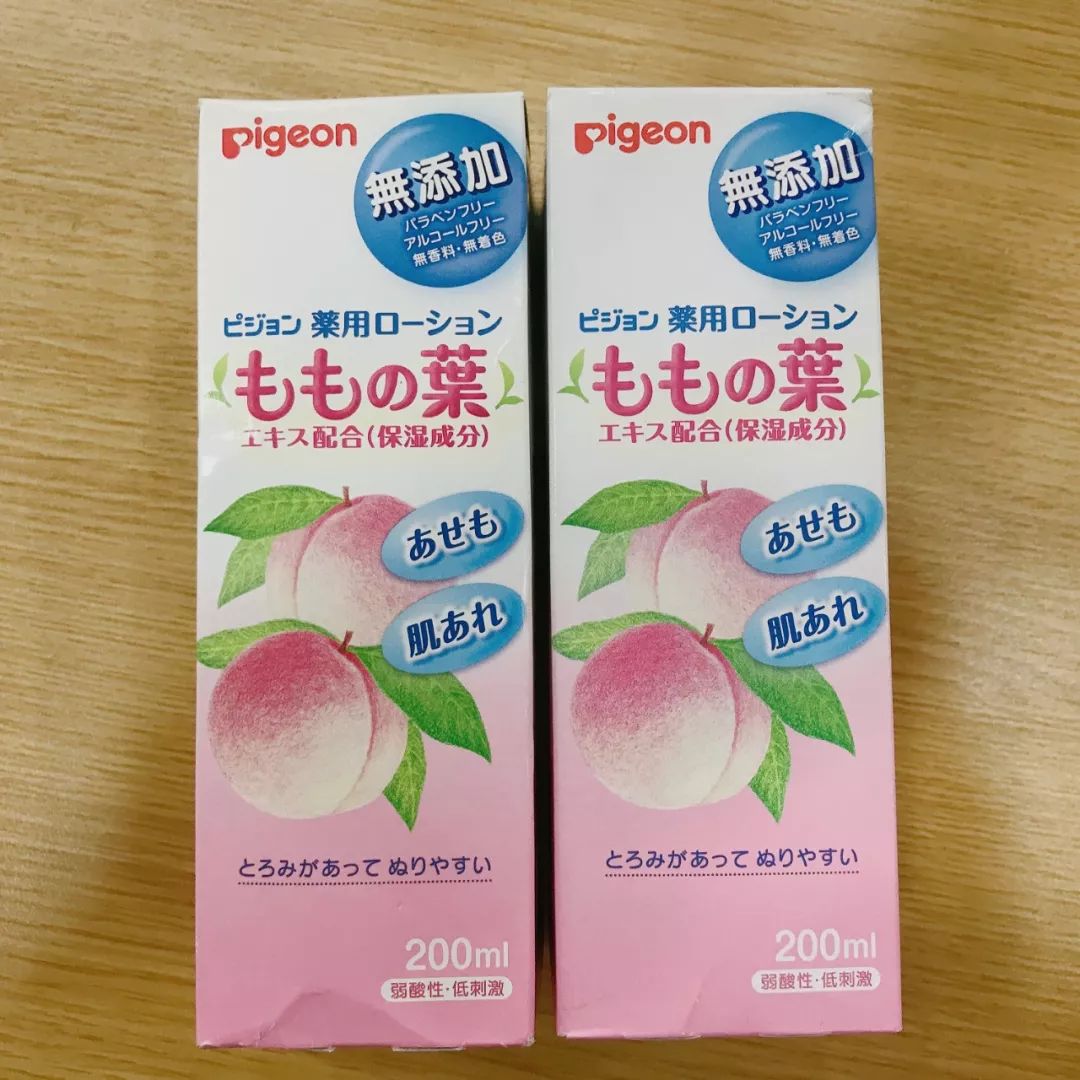 pigeon
無添加
パラベンフリー
アルコールフリー
無香料・無着色
ピジョン 薬用ローション
ももの葉
エキス配合(保湿成分)
あせも
肌あれ
とろみがあって ぬりやすい
200ml
弱酸性・低刺激
pigeon
無添加
パラベンフリー
アルコールフリー
無香料・無着色
ピジョン 薬用ローション
ももの葉
エキス配合(保湿成分)
あせも
肌あれ
とろみがあって ぬりやすい
200ml
弱酸性・低刺激